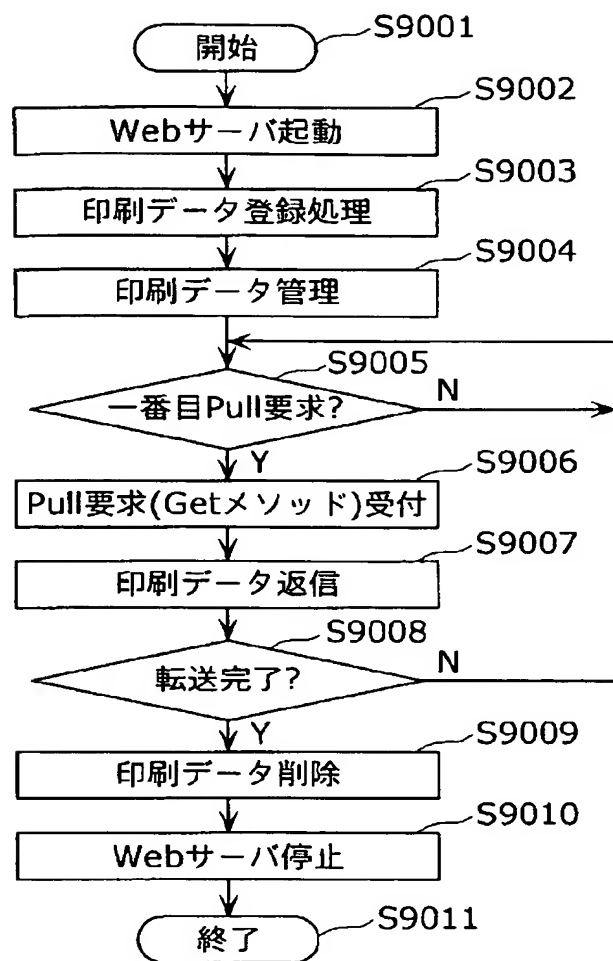 開始
S9001
S9002
Webサーバ起動
S9003
印刷データ登録処理
S9004
印刷データ管理
S9005
一番目Pull要求?
N
Y
S9006
Pull要求(Getメソッド)受付
S9007
印刷データ返信
S9008
転送完了?
N
Y
S9009
印刷データ削除
S9010
Webサーバ停止
終了
S9011